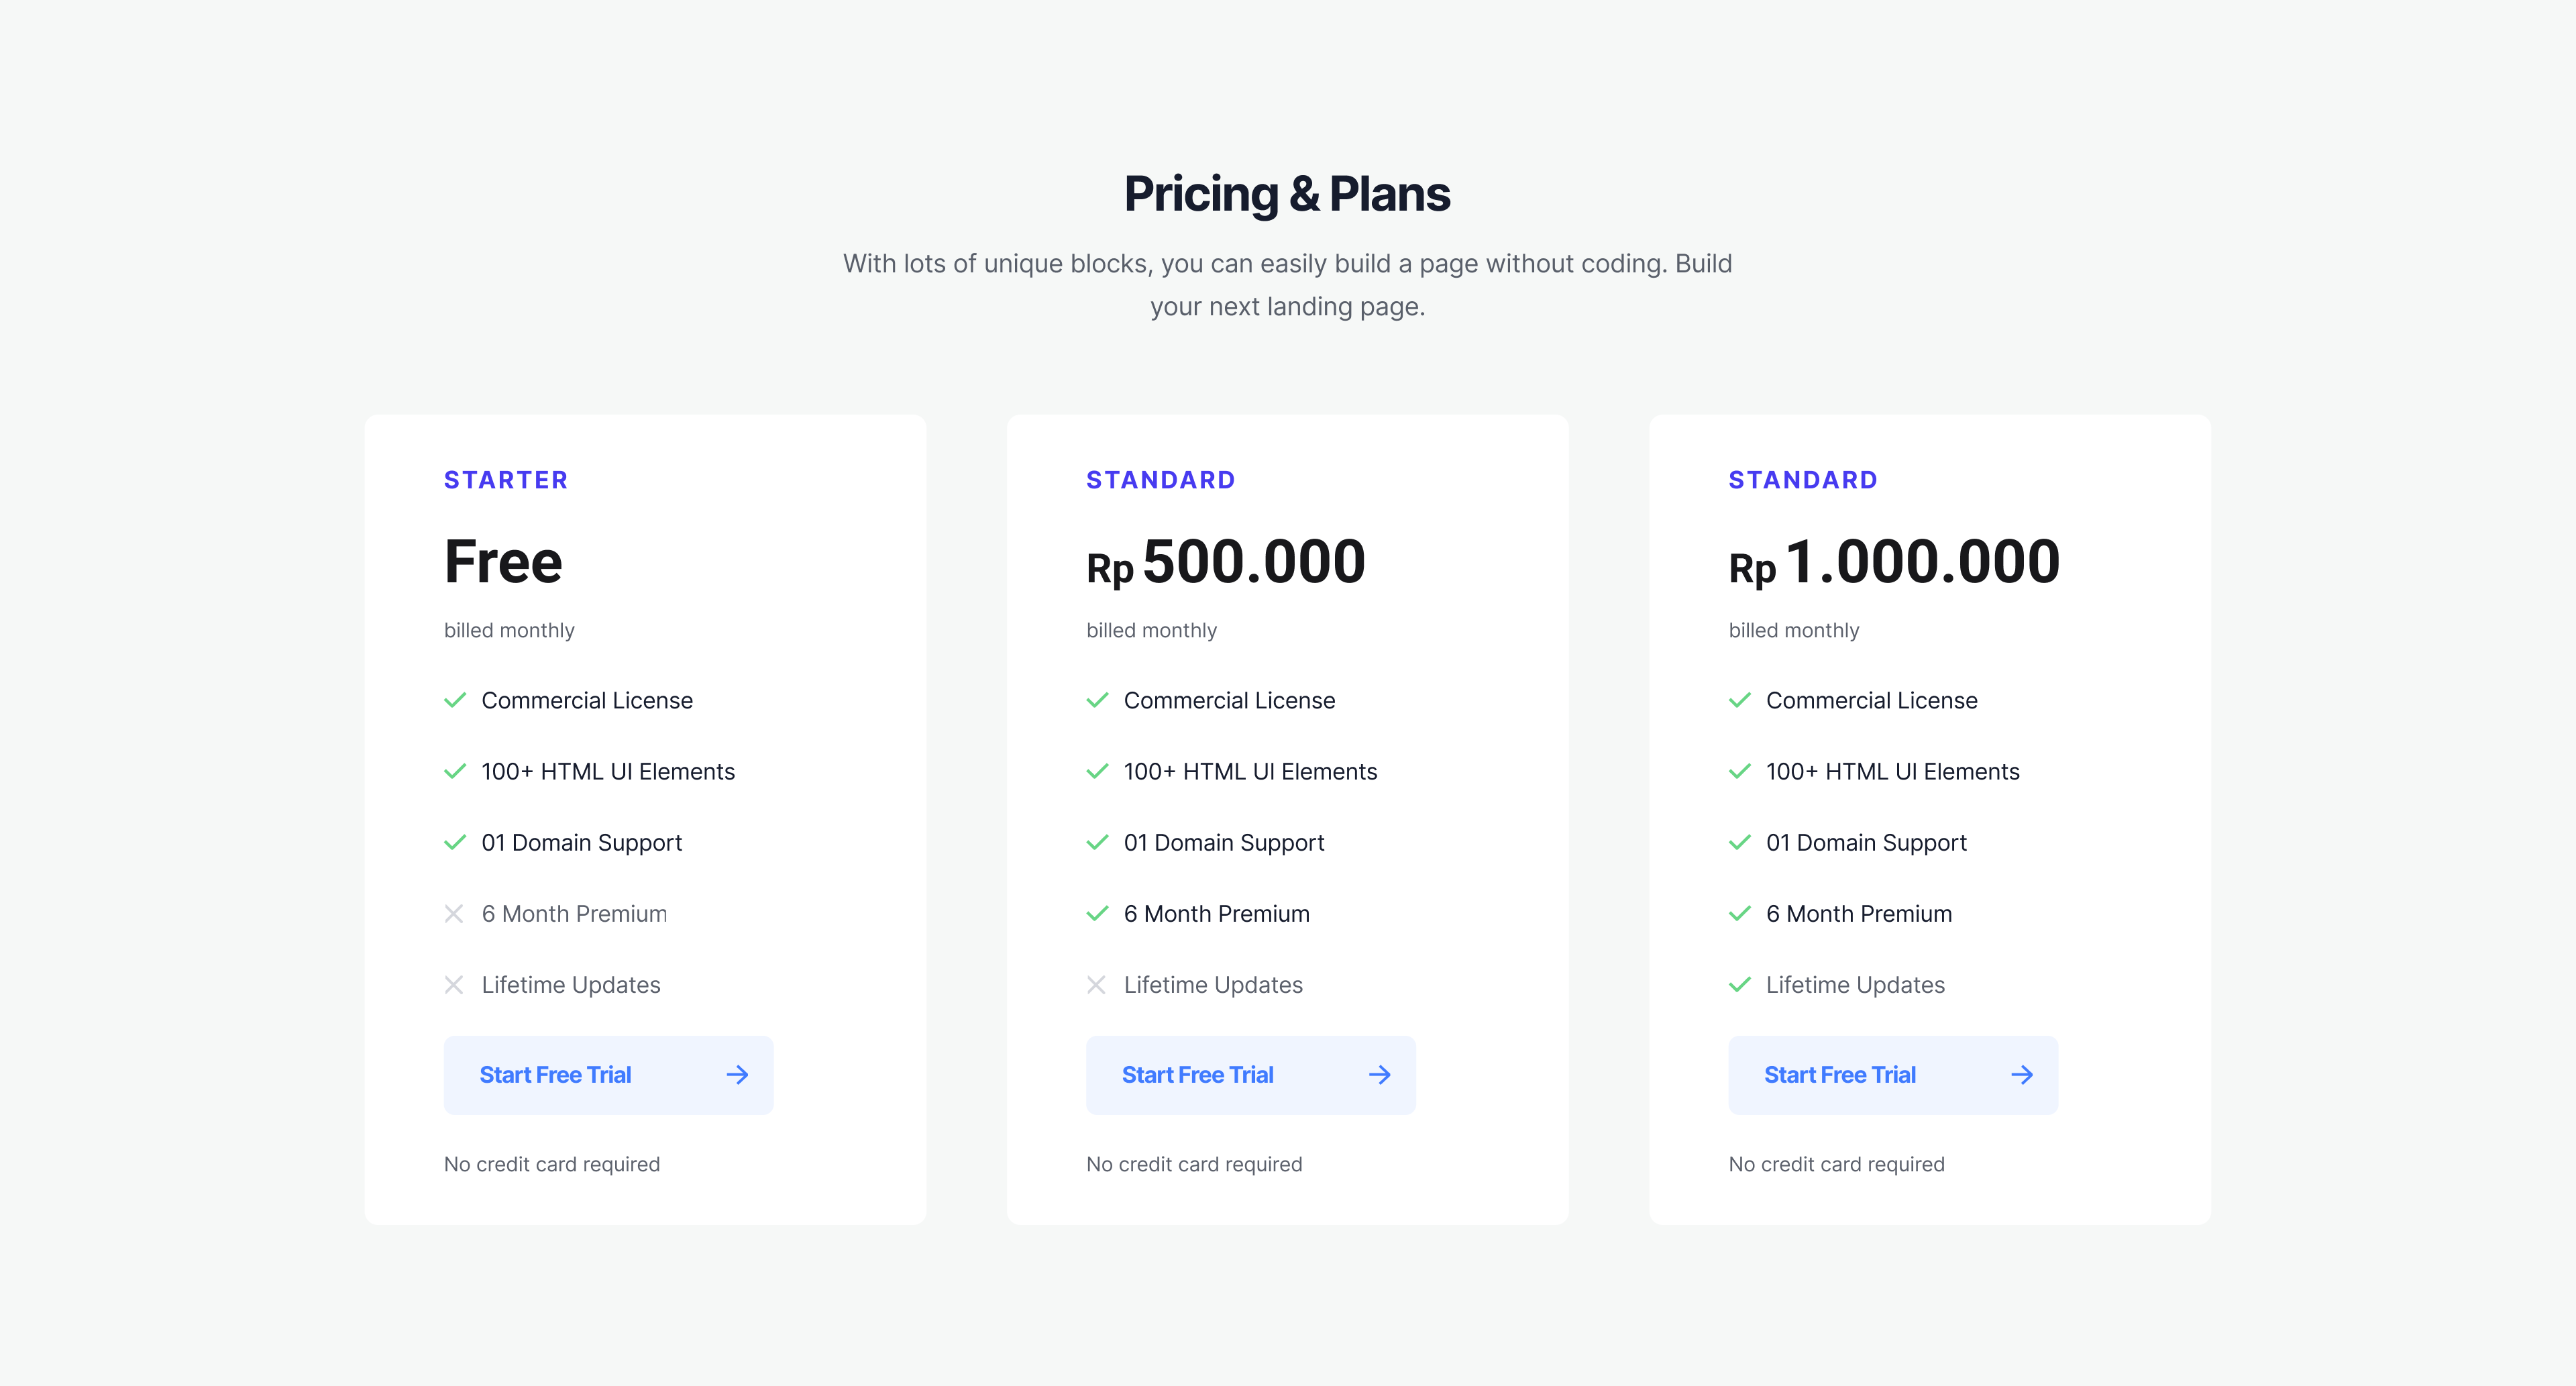 Pricing & Plans
With lots of unique blocks, you can easily build a page without coding. Build
your next landing page.
STARTER
Free
billed monthly
Commercial License
100+ HTML UI Elements
01 Domain Support
6 Month Premium
Lifetime Updates
Start Free Trial
No credit card required
STANDARD
Rp 500.000
billed monthly
Commercial License
100+ HTML UI Elements
01 Domain Support
6 Month Premium
Lifetime Updates
Start Free Trial
No credit card required
STANDARD
Rp 1.000.000
billed monthly
Commercial License
100+ HTML UI Elements
01 Domain Support
6 Month Premium
Lifetime Updates
Start Free Trial
No credit card required